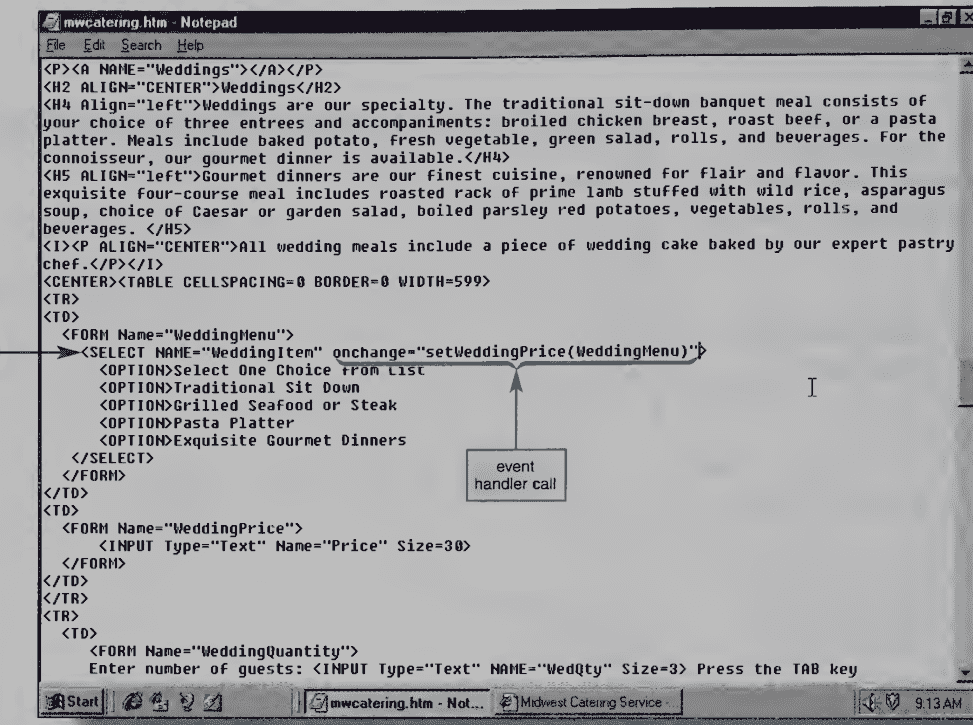 mwcatering.htm - Notepad
File Edit Search Help
<P><A NAME="Weddings"></A></P>
<H2 ALIGN="CENTER">Weddings</H2>
<H4 Align="left">Weddings are our specialty. The traditional sit-down banquet meal consists of
your choice of three entrees and accompaniments: broiled chicken breast, roast beef, or a pasta
platter. Meals include baked potato, fresh vegetable, green salad, rolls, and beverages. For the
connoisseur, our gourmet dinner is available.</H4>
<H5 ALIGN="left">Gourmet dinners are our finest cuisine, renowned for flair and flavor. This
exquisite four-course meal includes roasted rack of prime lamb stuffed with wild rice, asparagus
soup, choice of Caesar or garden salad, boiled parsley red potatoes, vegetables, rolls, and
beverages. </H5>
<I><P ALIGN="CENTER">All wedding meals include a piece of wedding cake baked by our expert pastry
chef.</P></I>
<CENTER><TABLE CELLSPACING=0 BORDER=0 WIDTH=599>
<TR>
<TD>
<FORM Name="WeddingMenu">
<SELECT NAME="WeddingItem" onchange="setWeddingPrice(WeddingMenu)">
<OPTION>Select One Choice from List
<OPTION>Traditional Sit Down
<OPTION>Grilled Seafood or Steak
<OPTION>Pasta Platter
<OPTION>Exquisite Gourmet Dinners
</SELECT>
</FORM>
</TD>
<TD>
<FORM Name="WeddingPrice">
<INPUT Type="Text" Name="Price" Size=30>
</FORM>
</TD>
</TR>
<TR>
<TD>
<FORM Name="WeddingQuantity">
Enter number of guests: <INPUT Type="Text" NAME="WedQty" Size=3> Press the TAB key
event
handler call
Start mwcatering.htm - Not... Midwest Catering Service - 9:13 AM